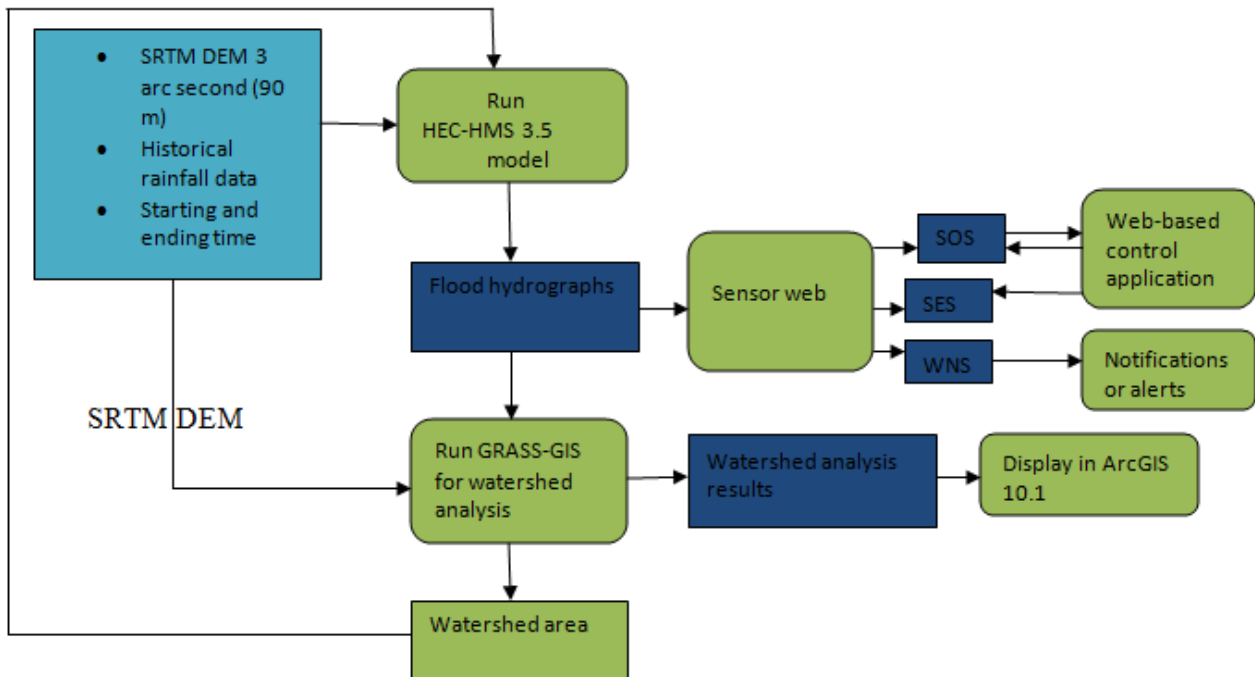 • SRTM DEM 3
arc second (90
m)
• Historical
rainfall data
• Starting and
ending time
Run
HEC-HMS 3.5
model
Flood hydrographs
Sensor web
SOS
SES
WNS
Web-based
control
application
Notifications
or alerts
SRTM DEM
Run GRASS-GIS
for watershed
analysis
Watershed analysis
results
Display in ArcGIS
10.1
Watershed area